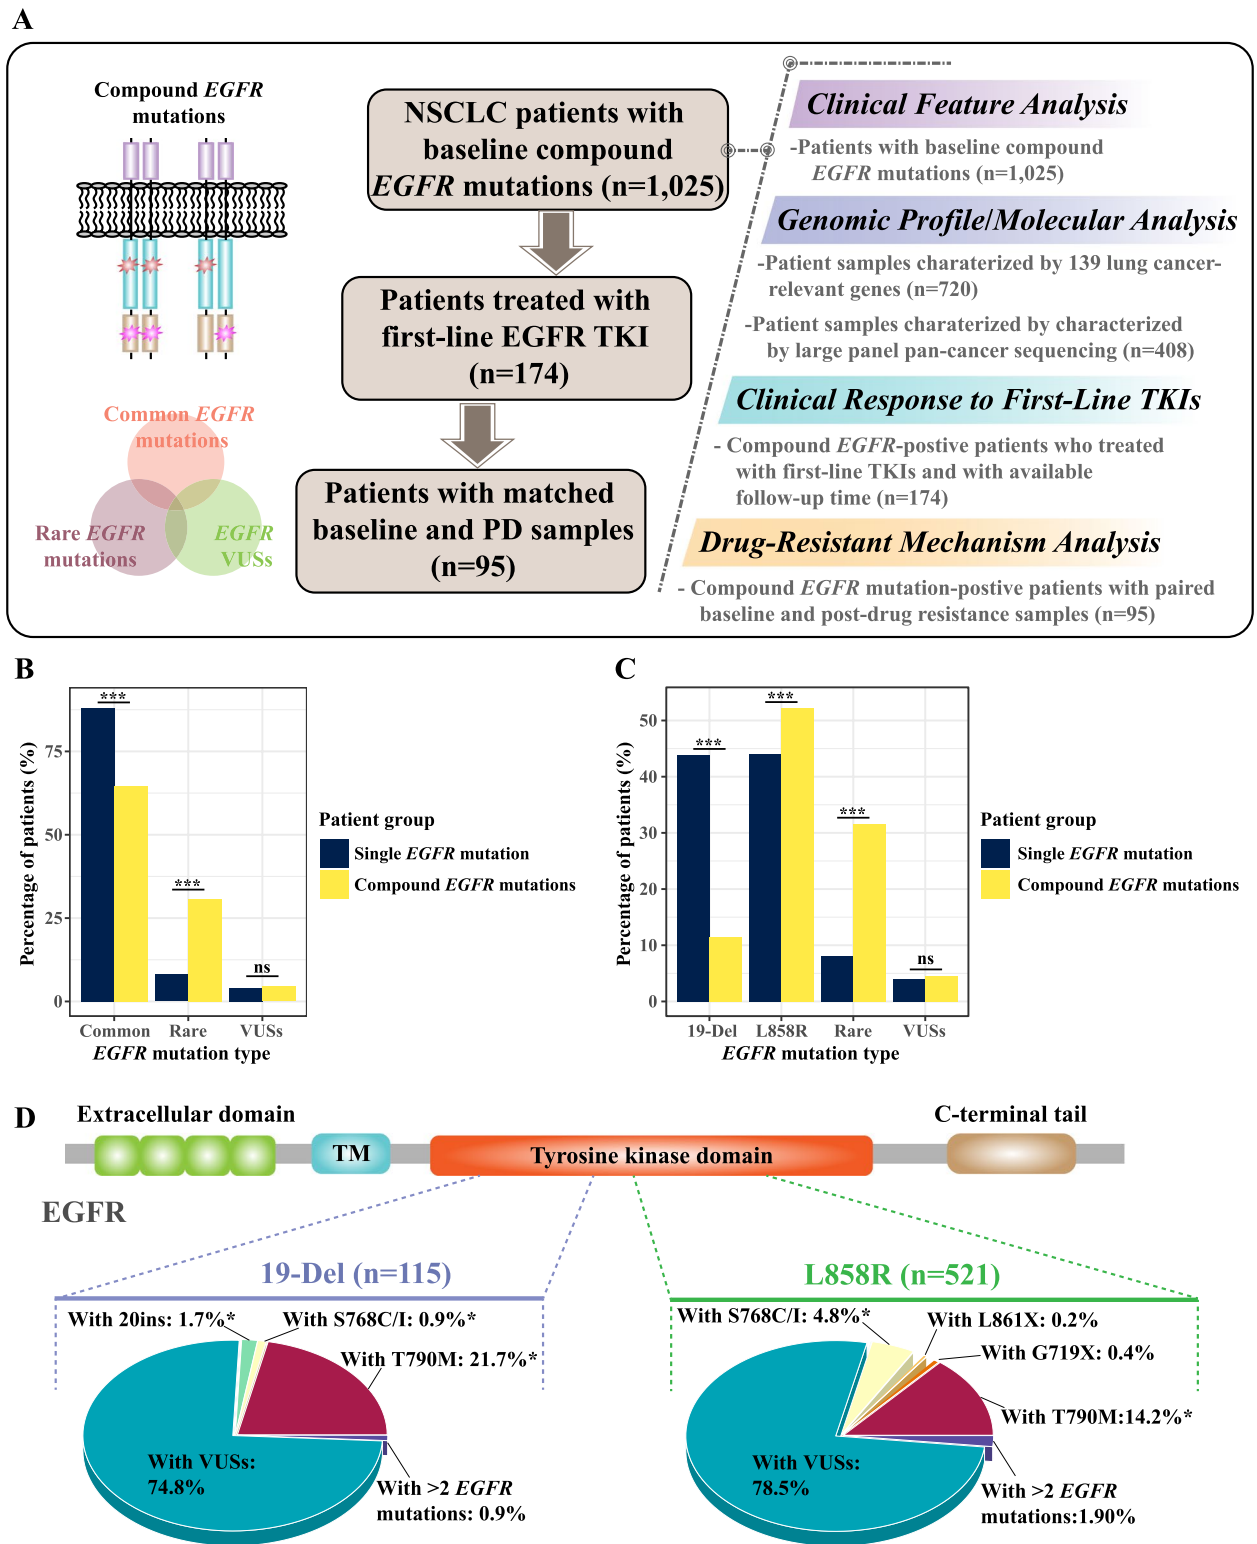 A
Compound EGFR
mutations
Common EGFR
mutations
Rare EGFR
mutations
EGFR
VUSs
NSCLC patients with
baseline compound
EGFR mutations (n=1,025)
Patients treated with
first-line EGFR TKI
(n=174)
Patients with matched
baseline and PD samples
(n=95)
Clinical Feature Analysis
-Patients with baseline compound
EGFR mutations (n=1,025)
Genomic Profile/Molecular Analysis
-Patient samples charaterized by 139 lung cancer-
relevant genes (n=720)
-Patient samples charaterized by characterized
by large panel pan-cancer sequencing (n=408)
Clinical Response to First-Line TKIs
- Compound EGFR-postive patients who treated
with first-line TKIs and with available
follow-up time (n=174)
Drug-Resistant Mechanism Analysis
- Compound EGFR mutation-postive patients with paired
baseline and post-drug resistance samples (n=95)
B
Percentage of patients (%)
75
50
25
0
***
***
ns
Common Rare VUSs
EGFR mutation type
Patient group
Single EGFR mutation
Compound EGFR mutations
C
Percentage of patients (%)
50
40
30
20
10
0
***
***
***
ns
19-Del L858R Rare VUSs
EGFR mutation type
Patient group
Single EGFR mutation
Compound EGFR mutations
D
Extracellular domain
TM
Tyrosine kinase domain
C-terminal tail
EGFR
19-Del (n=115)
With 20ins: 1.7%*
With S768C/I: 0.9%*
With T790M: 21.7%*
With VUSs:
74.8%
With >2 EGFR
mutations: 0.9%
L858R (n=521)
With S768C/I: 4.8%*
With L861X: 0.2%
With G719X: 0.4%
With T790M:14.2%*
With VUSs:
78.5%
With >2 EGFR
mutations:1.90%